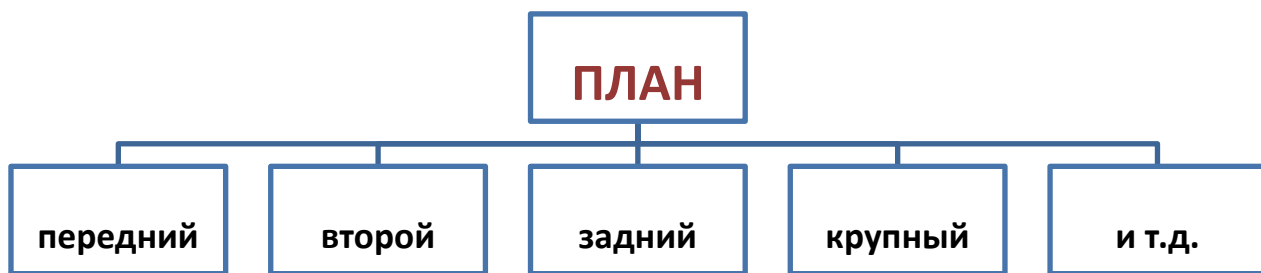 ПЛАН
передний
второй
задний
крупный
и т.д.